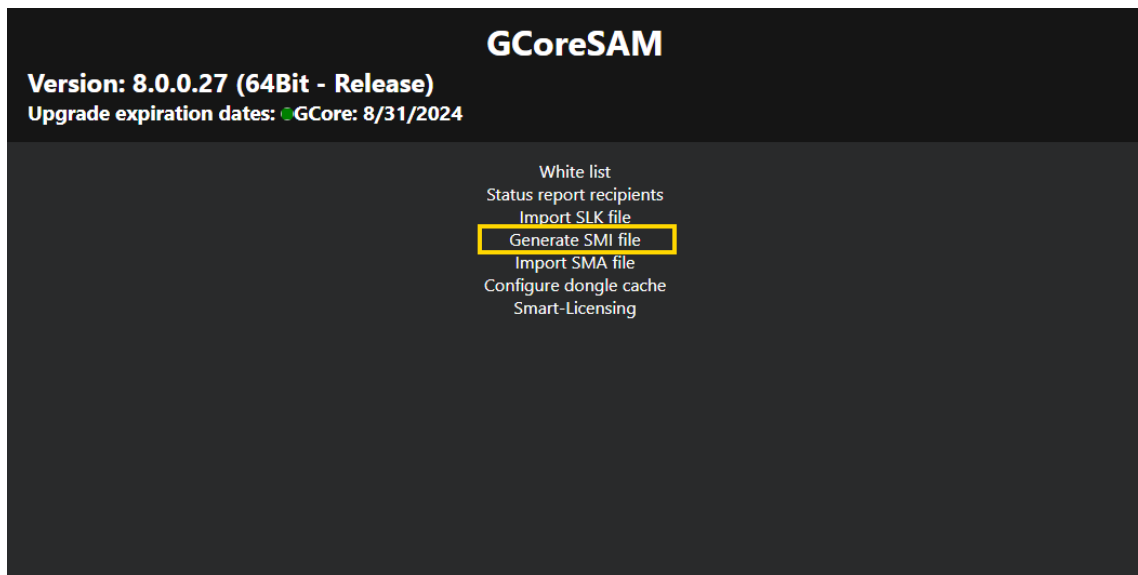 GCoreSAM
Version: 8.0.0.27 (64Bit - Release)
Upgrade expiration dates: GCore: 8/31/2024
White list
Status report recipients
Import SLK file
Generate SMI file
Import SMA file
Configure dongle cache
Smart-Licensing